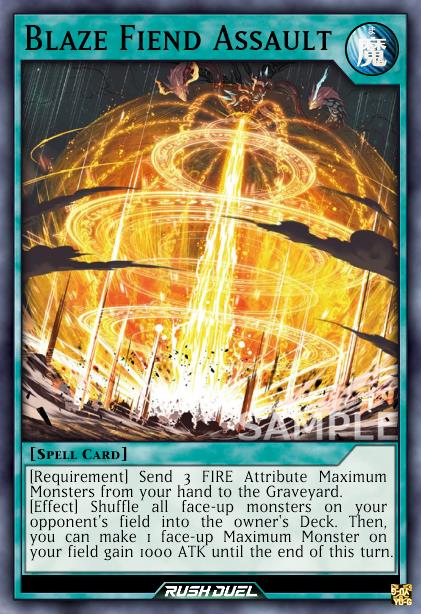 Blaze Fiend Assault
ま
魔
SAMPLE
[Spell Card]
[Requirement] Send 3 FIRE Attribute Maximum
Monsters from your hand to the Graveyard.
[Effect] Shuffle all face-up monsters on your
opponent's field into the owner's Deck. Then,
you can make 1 face-up Maximum Monster on
your field gain 1000 ATK until the end of this turn.
RUSH DUEL